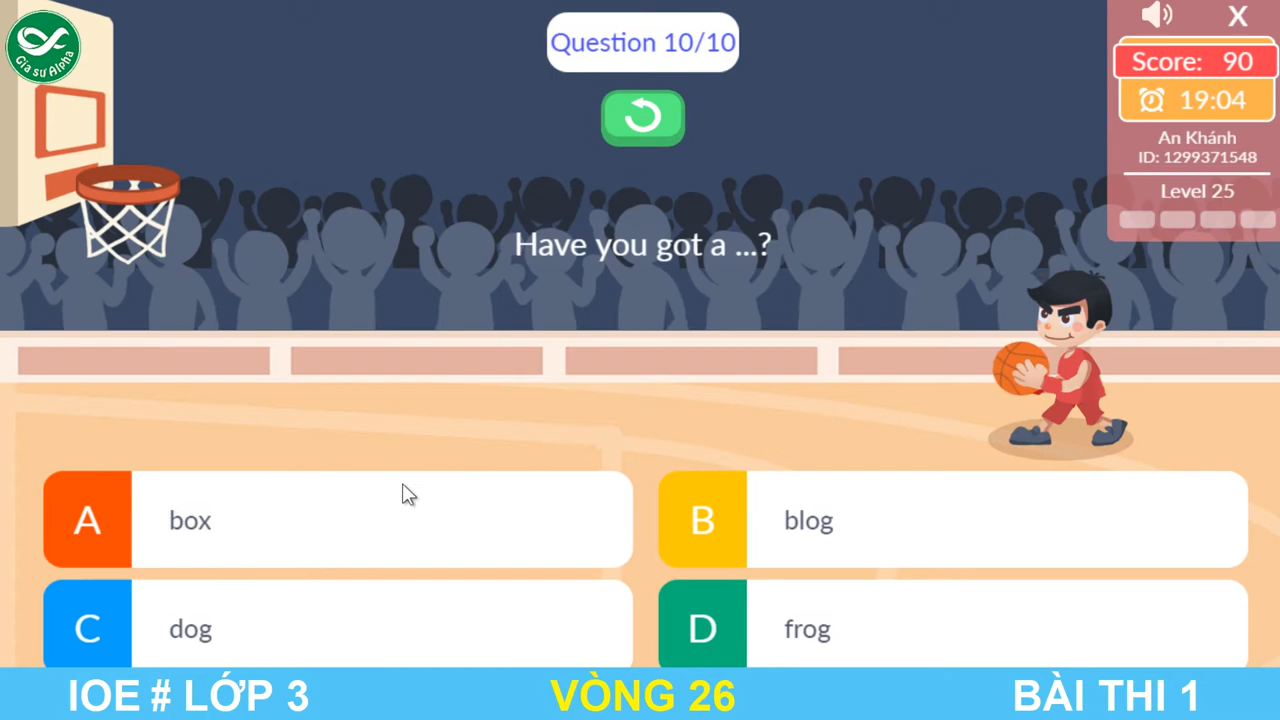 Gia sư Alpha
Question 10/10
X
Score: 90
19:04
An Khánh
ID: 1299371548
Level 25
Have you got a ...?
A box
B blog
C dog
D frog
IOE # LỚP 3
VÒNG 26
BÀI THI 1